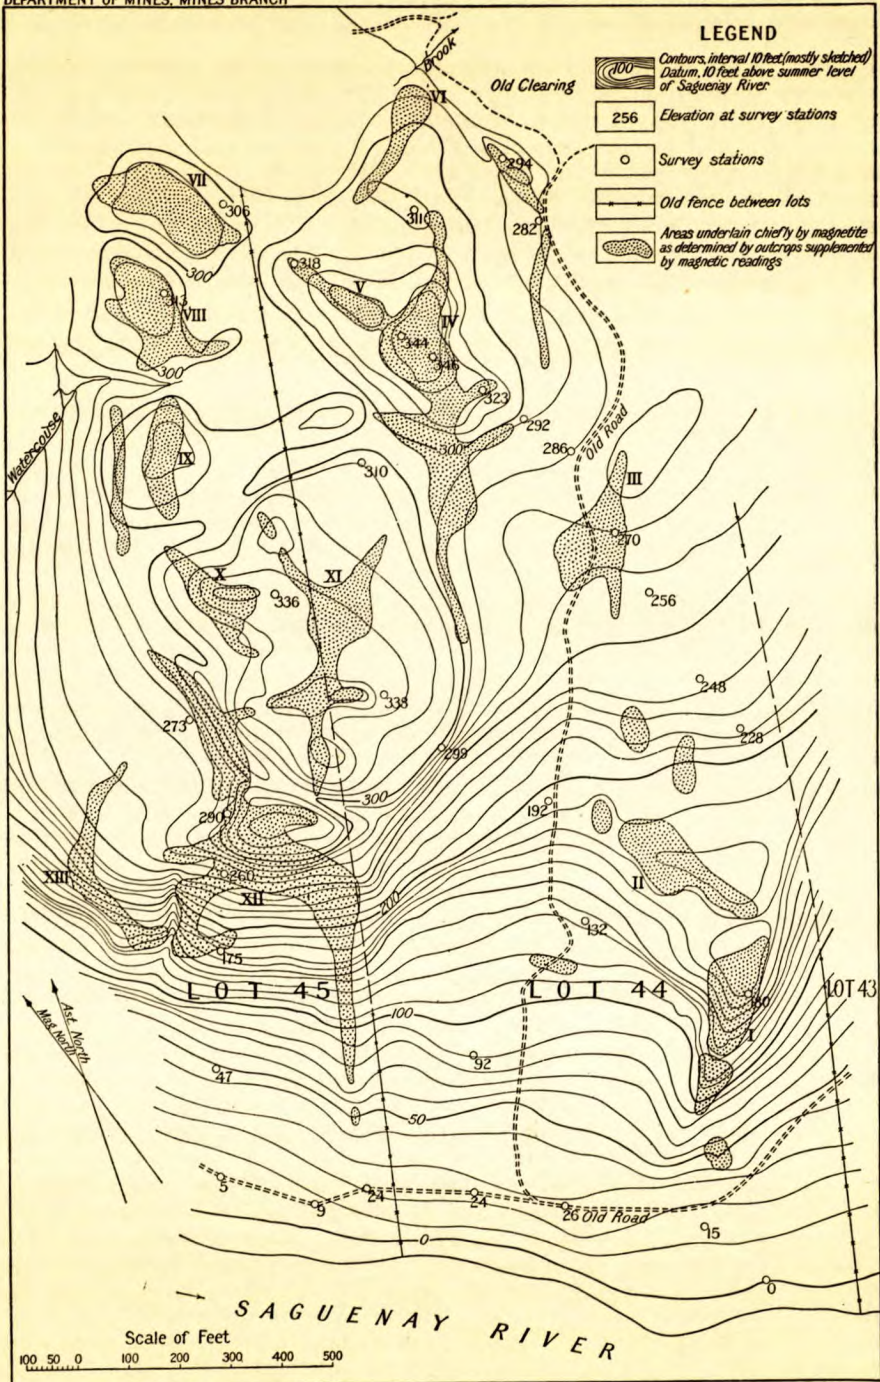 DEPARTMENT OF MINES, MINES BRANCH
LEGEND
100
Contours, interval 10 feet (mostly sketched)
Datum, 10 feet above summer level
of Saguenay River
256
Elevation at survey stations
Survey stations
Old fence between lots
Areas underlain chiefly by magnetite
as determined by outcrops supplemented
by magnetic readings
Brook
Old Clearing
VI
294
VII
306
311
282
300
318
V
313
VIII
IV
344
346
300
323
292
300
286
Old Road
Watercourse
IX
310
III
270
X
XI
336
256
248
333
273
228
299
300
192
290
II
XIII
260
XII
200
132
175
LOT 45
LOT 44
LOT 43
180
Ast. North
Mag North
100
I
92
47
50
5
9
24
24
26
Old Road
15
0
0
SAGUENAY RIVER
Scale of Feet
100 50 0 100 200 300 400 500